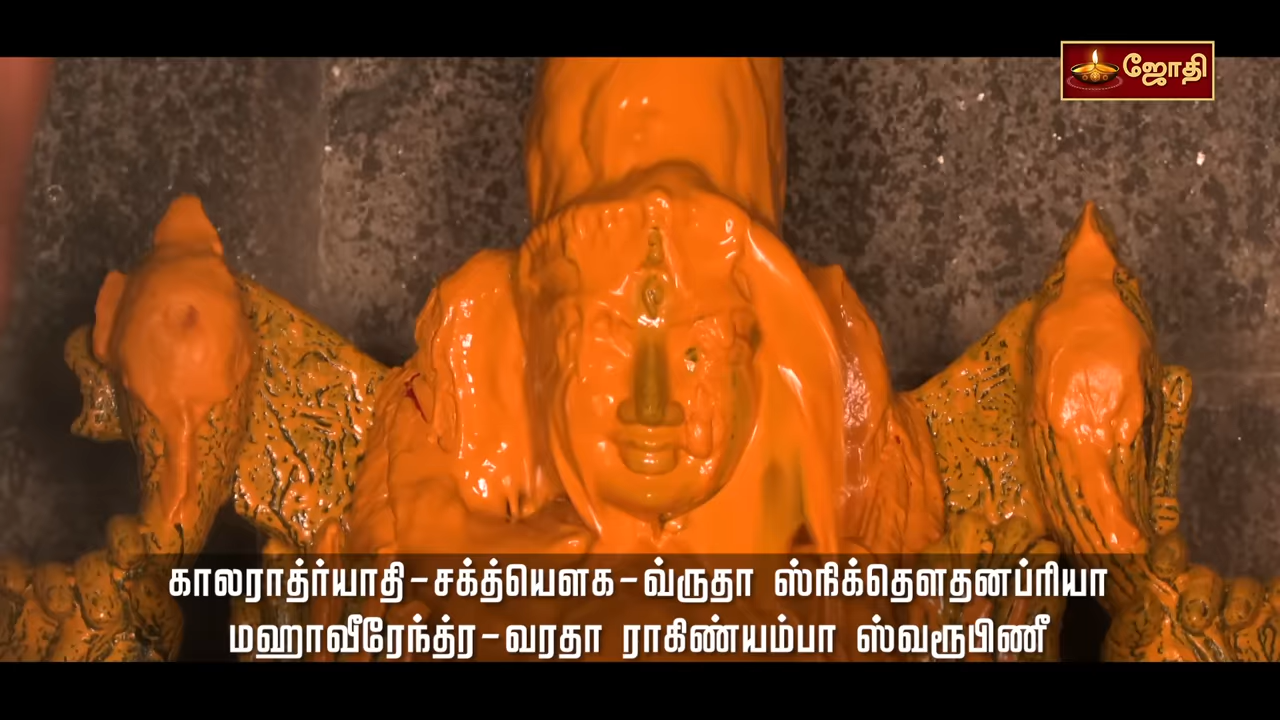 ஜோதி
காலராத்ர்யாதி-சக்த்யௌக-வ்ருதா ஸ்நிக்தௌதனப்ரியா
மஹாவீரேந்த்ர-வரதா ராகிண்யம்பா ஸ்வரூபிணீ